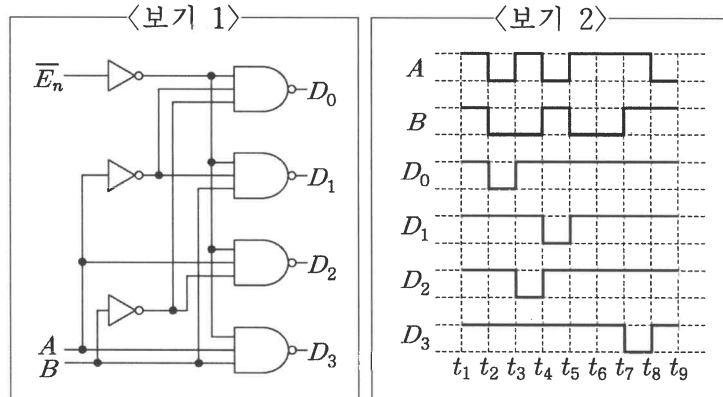 〈보기 1〉
E̅n̅
D0
D1
D2
A
B
D3
〈보기 2〉
A
B
D0
D1
D2
D3
t1 t2 t3 t4 t5 t6 t7 t8 t9